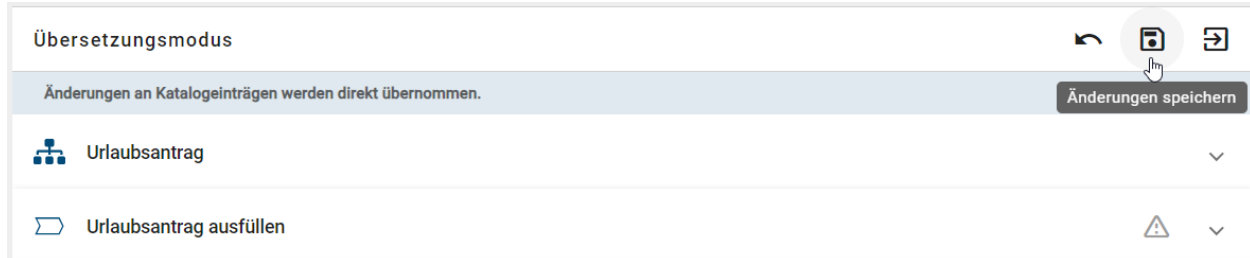 Übersetzungsmodus
Änderungen an Katalogeinträgen werden direkt übernommen.
Änderungen speichern
Urlaubsantrag
Urlaubsantrag ausfüllen